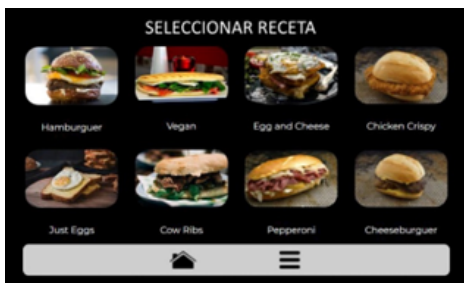 SELECCIONAR RECETA
Hamburguer Vegan Egg and Cheese Chicken Crispy
Just Eggs Cow Ribs Pepperoni Cheeseburguer